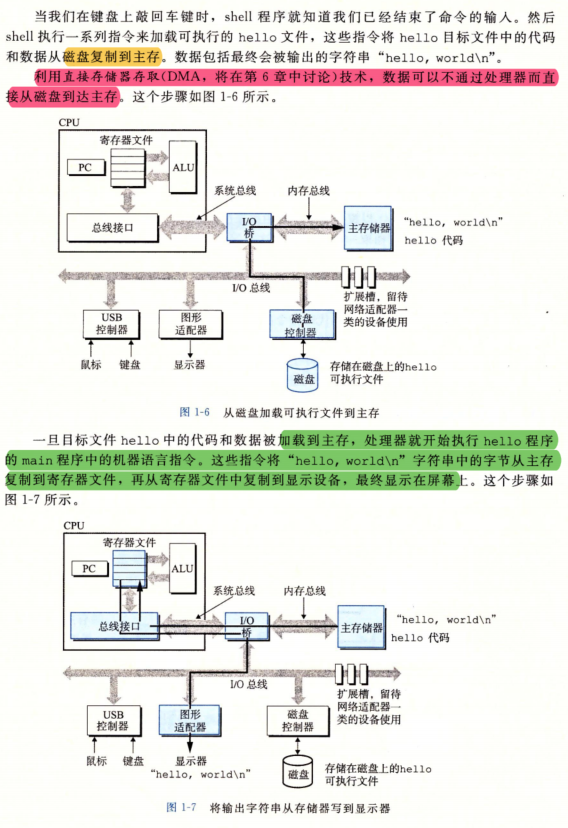 当我们在键盘上敲回车键时，shell 程序就知道我们已经结束了命令的输人。然后
shell 执行一系列指令来加载可执行的 hello 文件，这些指令将 hello 目标文件中的代码
和数据从磁盘复制到主存。数据包括最终会被输出的字符串“hello, world\n”。
利用直接存储器存取(DMA，将在第 6 章中讨论)技术，数据可以不通过处理器而直
接从磁盘到达主存。这个步骤如图 1-6 所示。
CPU
寄存器文件
PC
ALU
系统总线
内存总线
总线接口
I/O
桥
主存储器
“hello, world\n”
hello 代码
I/O 总线
扩展槽，留待
网络适配器一
类的设备使用
USB
控制器
图形
适配器
磁盘
控制器
鼠标
键盘
显示器
磁盘
存储在磁盘上的hello
可执行文件
图 1-6 从磁盘加载可执行文件到主存
一旦目标文件 hello 中的代码和数据被加载到主存，处理器就开始执行 hello 程序
的 main 程序中的机器语言指令。这些指令将“hello, world\n”字符串中的字节从主存
复制到寄存器文件，再从寄存器文件中复制到显示设备，最终显示在屏幕上。这个步骤如
图 1-7 所示。
CPU
寄存器文件
PC
ALU
系统总线
内存总线
总线接口
I/O
桥
主存储器
“hello, world\n”
hello 代码
I/O 总线
扩展槽，留待
网络适配器一
类的设备使用
USB
控制器
图形
适配器
磁盘
控制器
鼠标
键盘
显示器
“hello, world\n”
磁盘
存储在磁盘上的hello
可执行文件
图 1-7 将输出字符串从存储器写到显示器